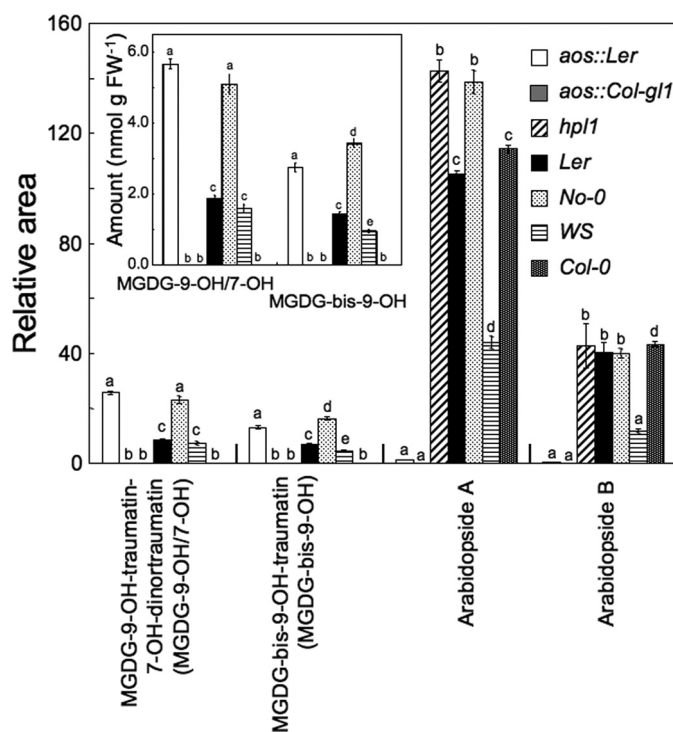 Relative area
160
120
80
40
0
Amount (nmol g FW-1)
6.0
4.0
2.0
0.0
a
b b
c
a
c
b
a
b b
c
d
e
b
MGDG-9-OH/7-OH
MGDG-bis-9-OH
aos::Ler
aos::Col-gl1
hpl1
Ler
No-0
WS
Col-0
a
b b
c
a
c
b
a
b b
c
d
e
b
a
a
b
c
b
d
c
a
a
b
b
b
a
d
MGDG-9-OH-traumatin-
7-OH-dinortraumatin
(MGDG-9-OH/7-OH)
MGDG-bis-9-OH-traumatin
(MGDG-bis-9-OH)
Arabidopside A
Arabidopside B